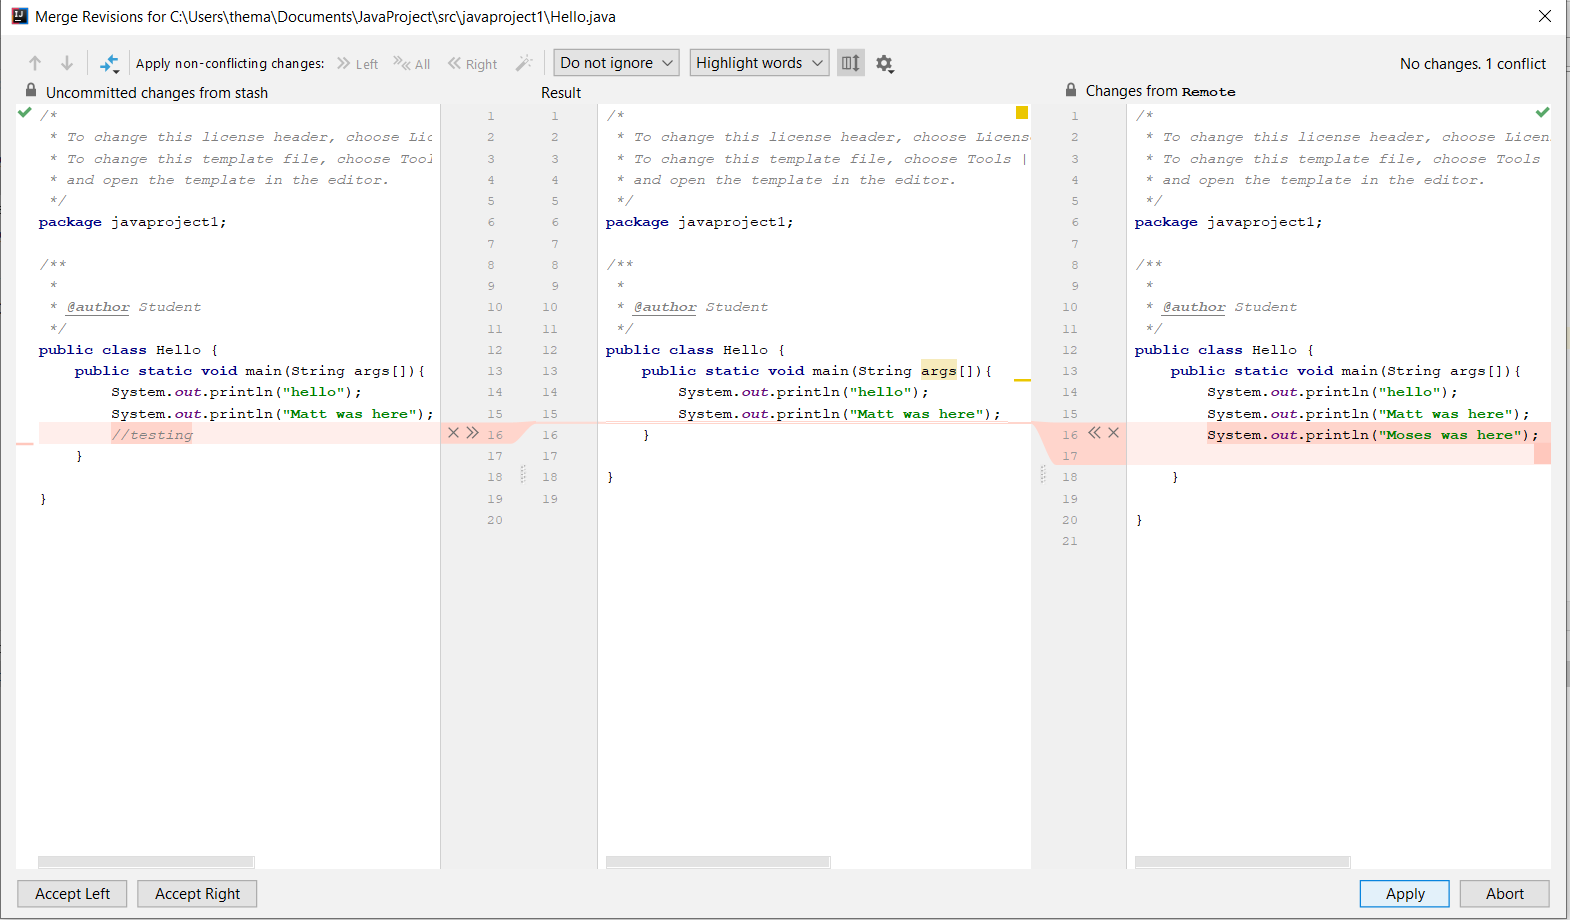 Merge Revisions for C:\Users\thema\Documents\JavaProject\src\javaproject1\Hello.java
Apply non-conflicting changes: Left All Right Do not ignore Highlight words No changes. 1 conflict
Uncommitted changes from stash
/*
 * To change this license header, choose Lic
 * To change this template file, choose Tool
 * and open the template in the editor.
 */
package javaproject1;
/**
 *
 * @author Student
 */
public class Hello {
    public static void main(String args[]){
        System.out.println("hello");
        System.out.println("Matt was here");
        //testing
    }
}
1
2
3
4
5
6
7
8
9
10
11
12
13
14
15
16
17
18
19
20
Result
1
2
3
4
5
6
7
8
9
10
11
12
13
14
15
16
17
18
19
/*
 * To change this license header, choose Licens
 * To change this template file, choose Tools |
 * and open the template in the editor.
 */
package javaproject1;
/**
 *
 * @author Student
 */
public class Hello {
    public static void main(String args[]){
        System.out.println("hello");
        System.out.println("Matt was here");
    }
}
Changes from Remote
1
2
3
4
5
6
7
8
9
10
11
12
13
14
15
16
17
18
19
20
21
/*
 * To change this license header, choose Licen
 * To change this template file, choose Tools
 * and open the template in the editor.
 */
package javaproject1;
/**
 *
 * @author Student
 */
public class Hello {
    public static void main(String args[]){
        System.out.println("hello");
        System.out.println("Matt was here");
        System.out.println("Moses was here");
    }
}
Accept Left Accept Right Apply Abort